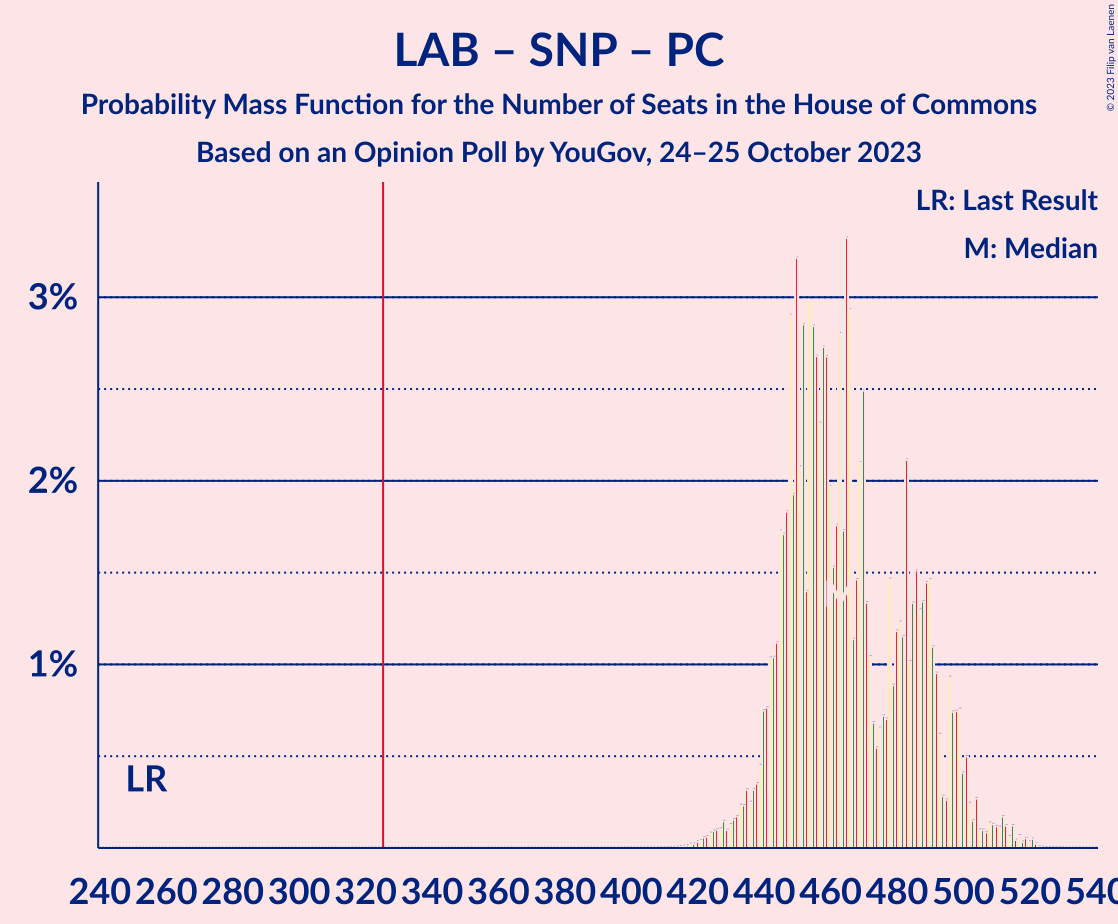 LAB – SNP – PC
Probability Mass Function for the Number of Seats in the House of Commons
Based on an Opinion Poll by YouGov, 24–25 October 2023
© 2023 Filip van Laenen
LR: Last Result
M: Median
3%
2%
1%
LR
240 260 280 300 320 340 360 380 400 420 440 460 480 500 520 540